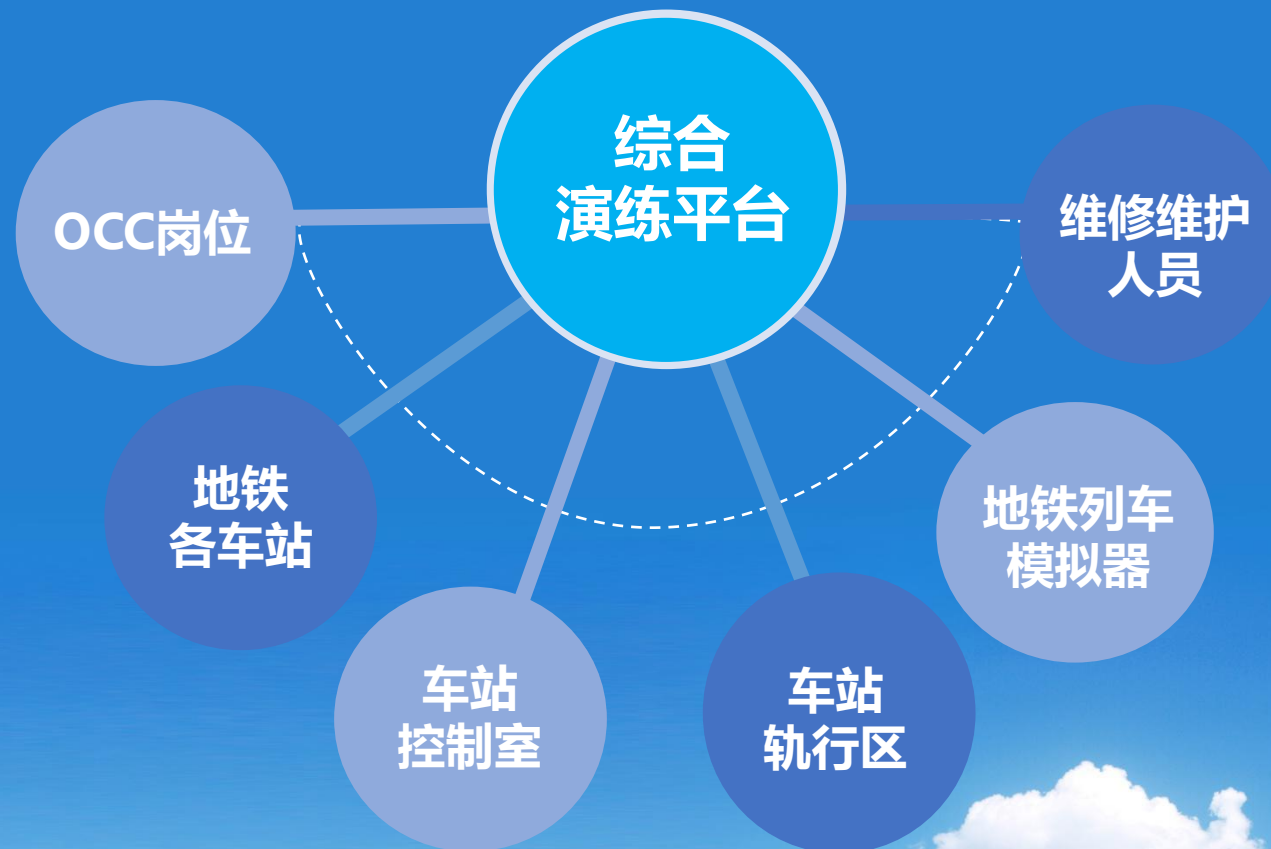 综合
演练平台
OCC岗位
地铁
各车站
车站
控制室
车站
轨行区
地铁列车
模拟器
维修维护
人员